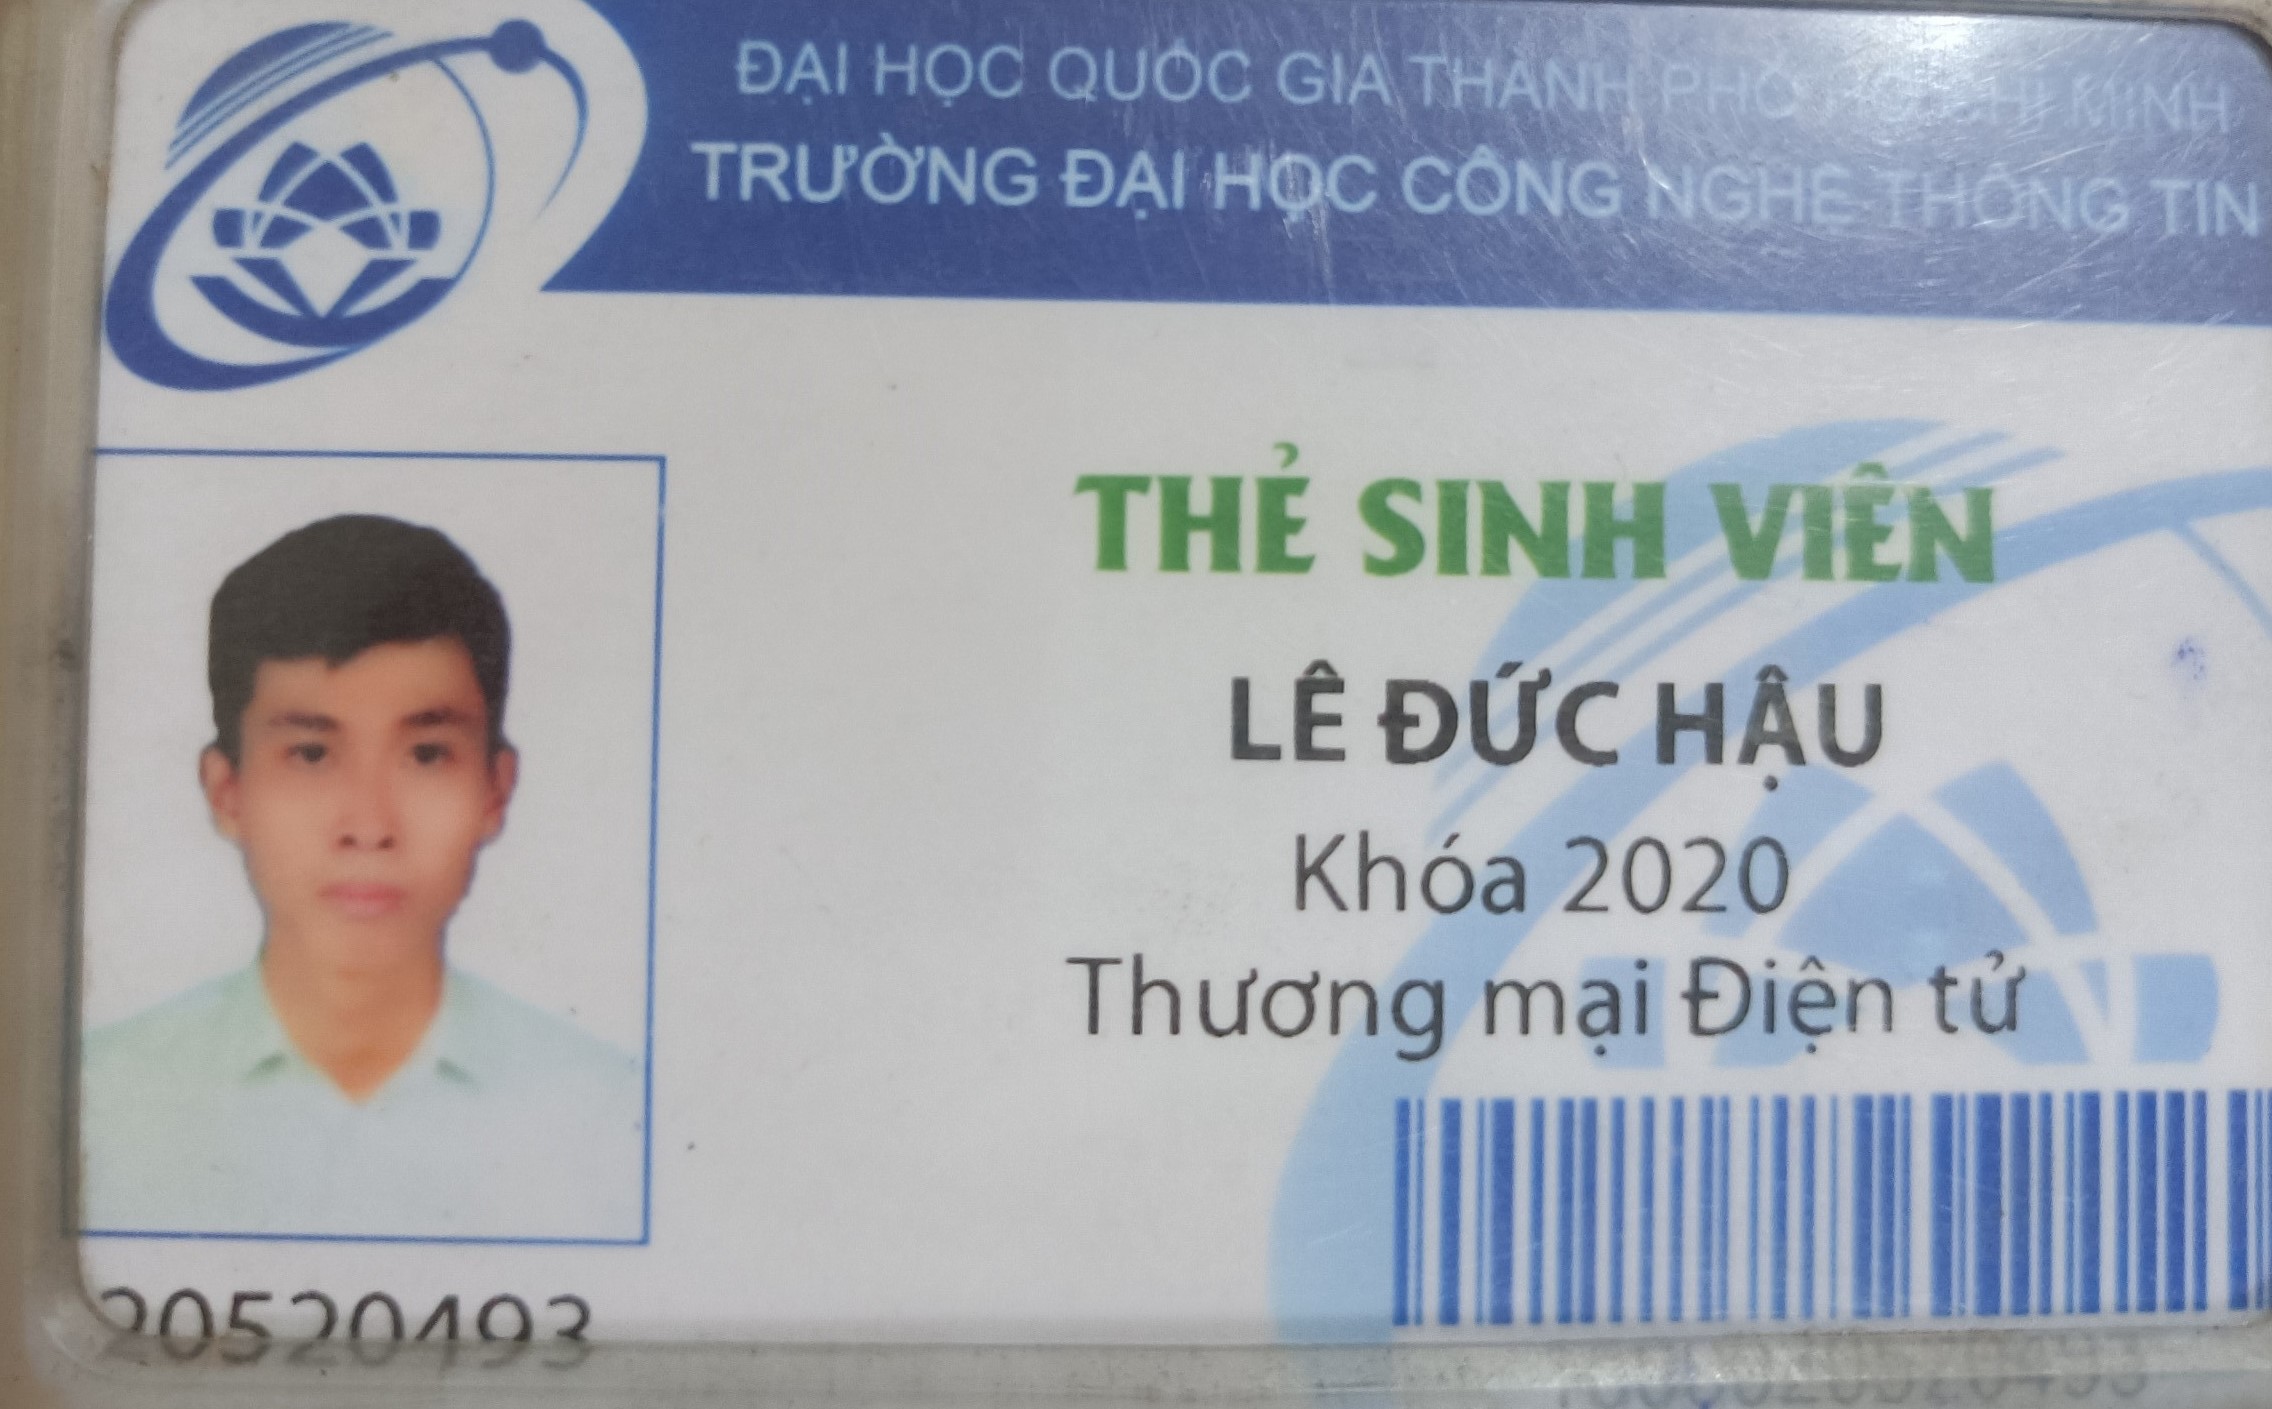 ĐẠI HỌC QUỐC GIA THÀNH PHỐ HỒ CHÍ MINH
TRƯỜNG ĐẠI HỌC CÔNG NGHỆ THÔNG TIN
THẺ SINH VIÊN
LÊ ĐỨC HẬU
Khóa 2020
Thương mại Điện tử
20520493